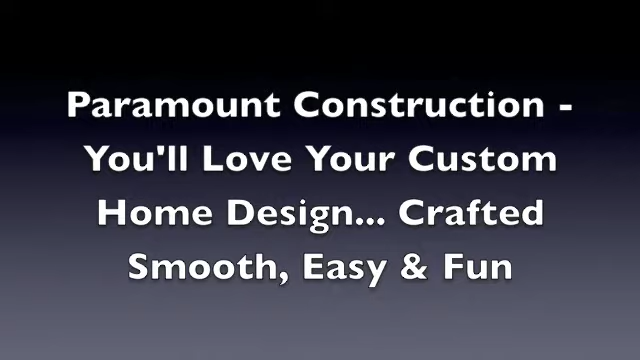 Paramount Construction -
You'll Love Your Custom
Home Design... Crafted
Smooth, Easy & Fun